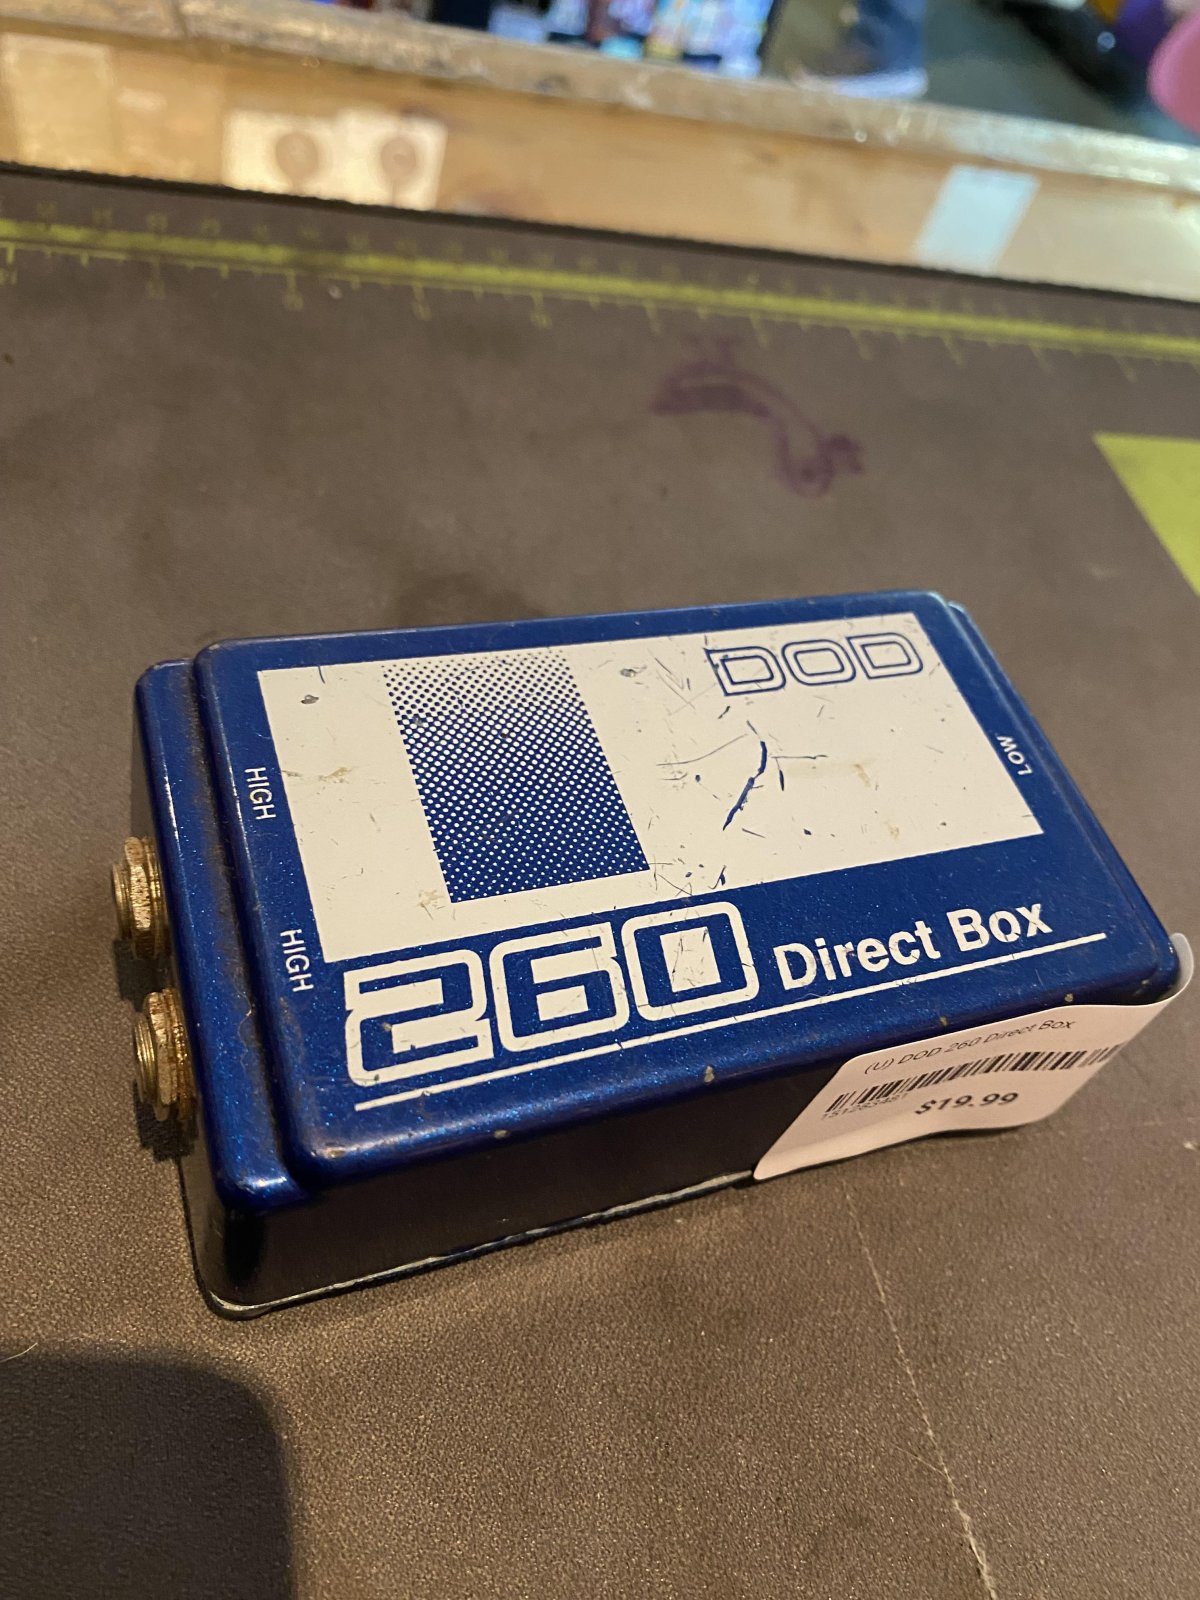 DOD
LOW
HIGH
HIGH
260 Direct Box
(U) DOD 260 Direct Box
$19.99